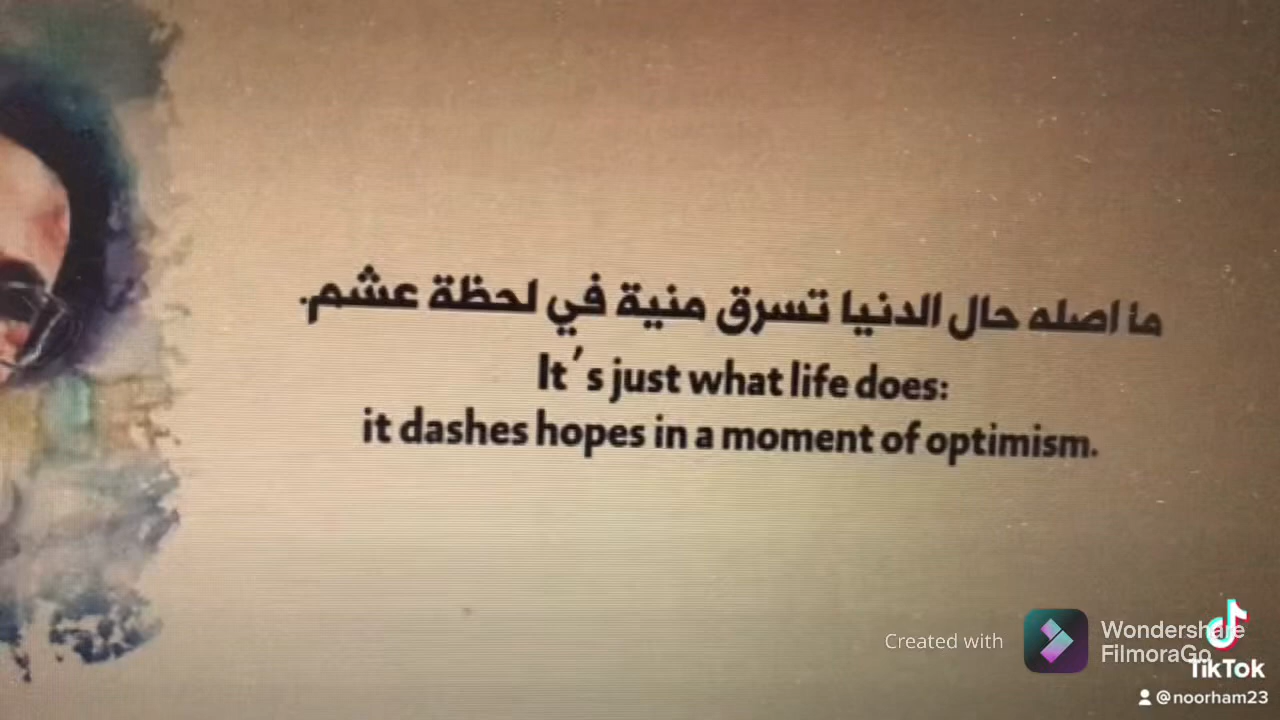 ما اصله حال الدنيا تسرق منية في لحظة عشم.
It's just what life does:
it dashes hopes in a moment of optimism.
Created with
Wondershare
FilmoraGo
TikTok
@noorham23